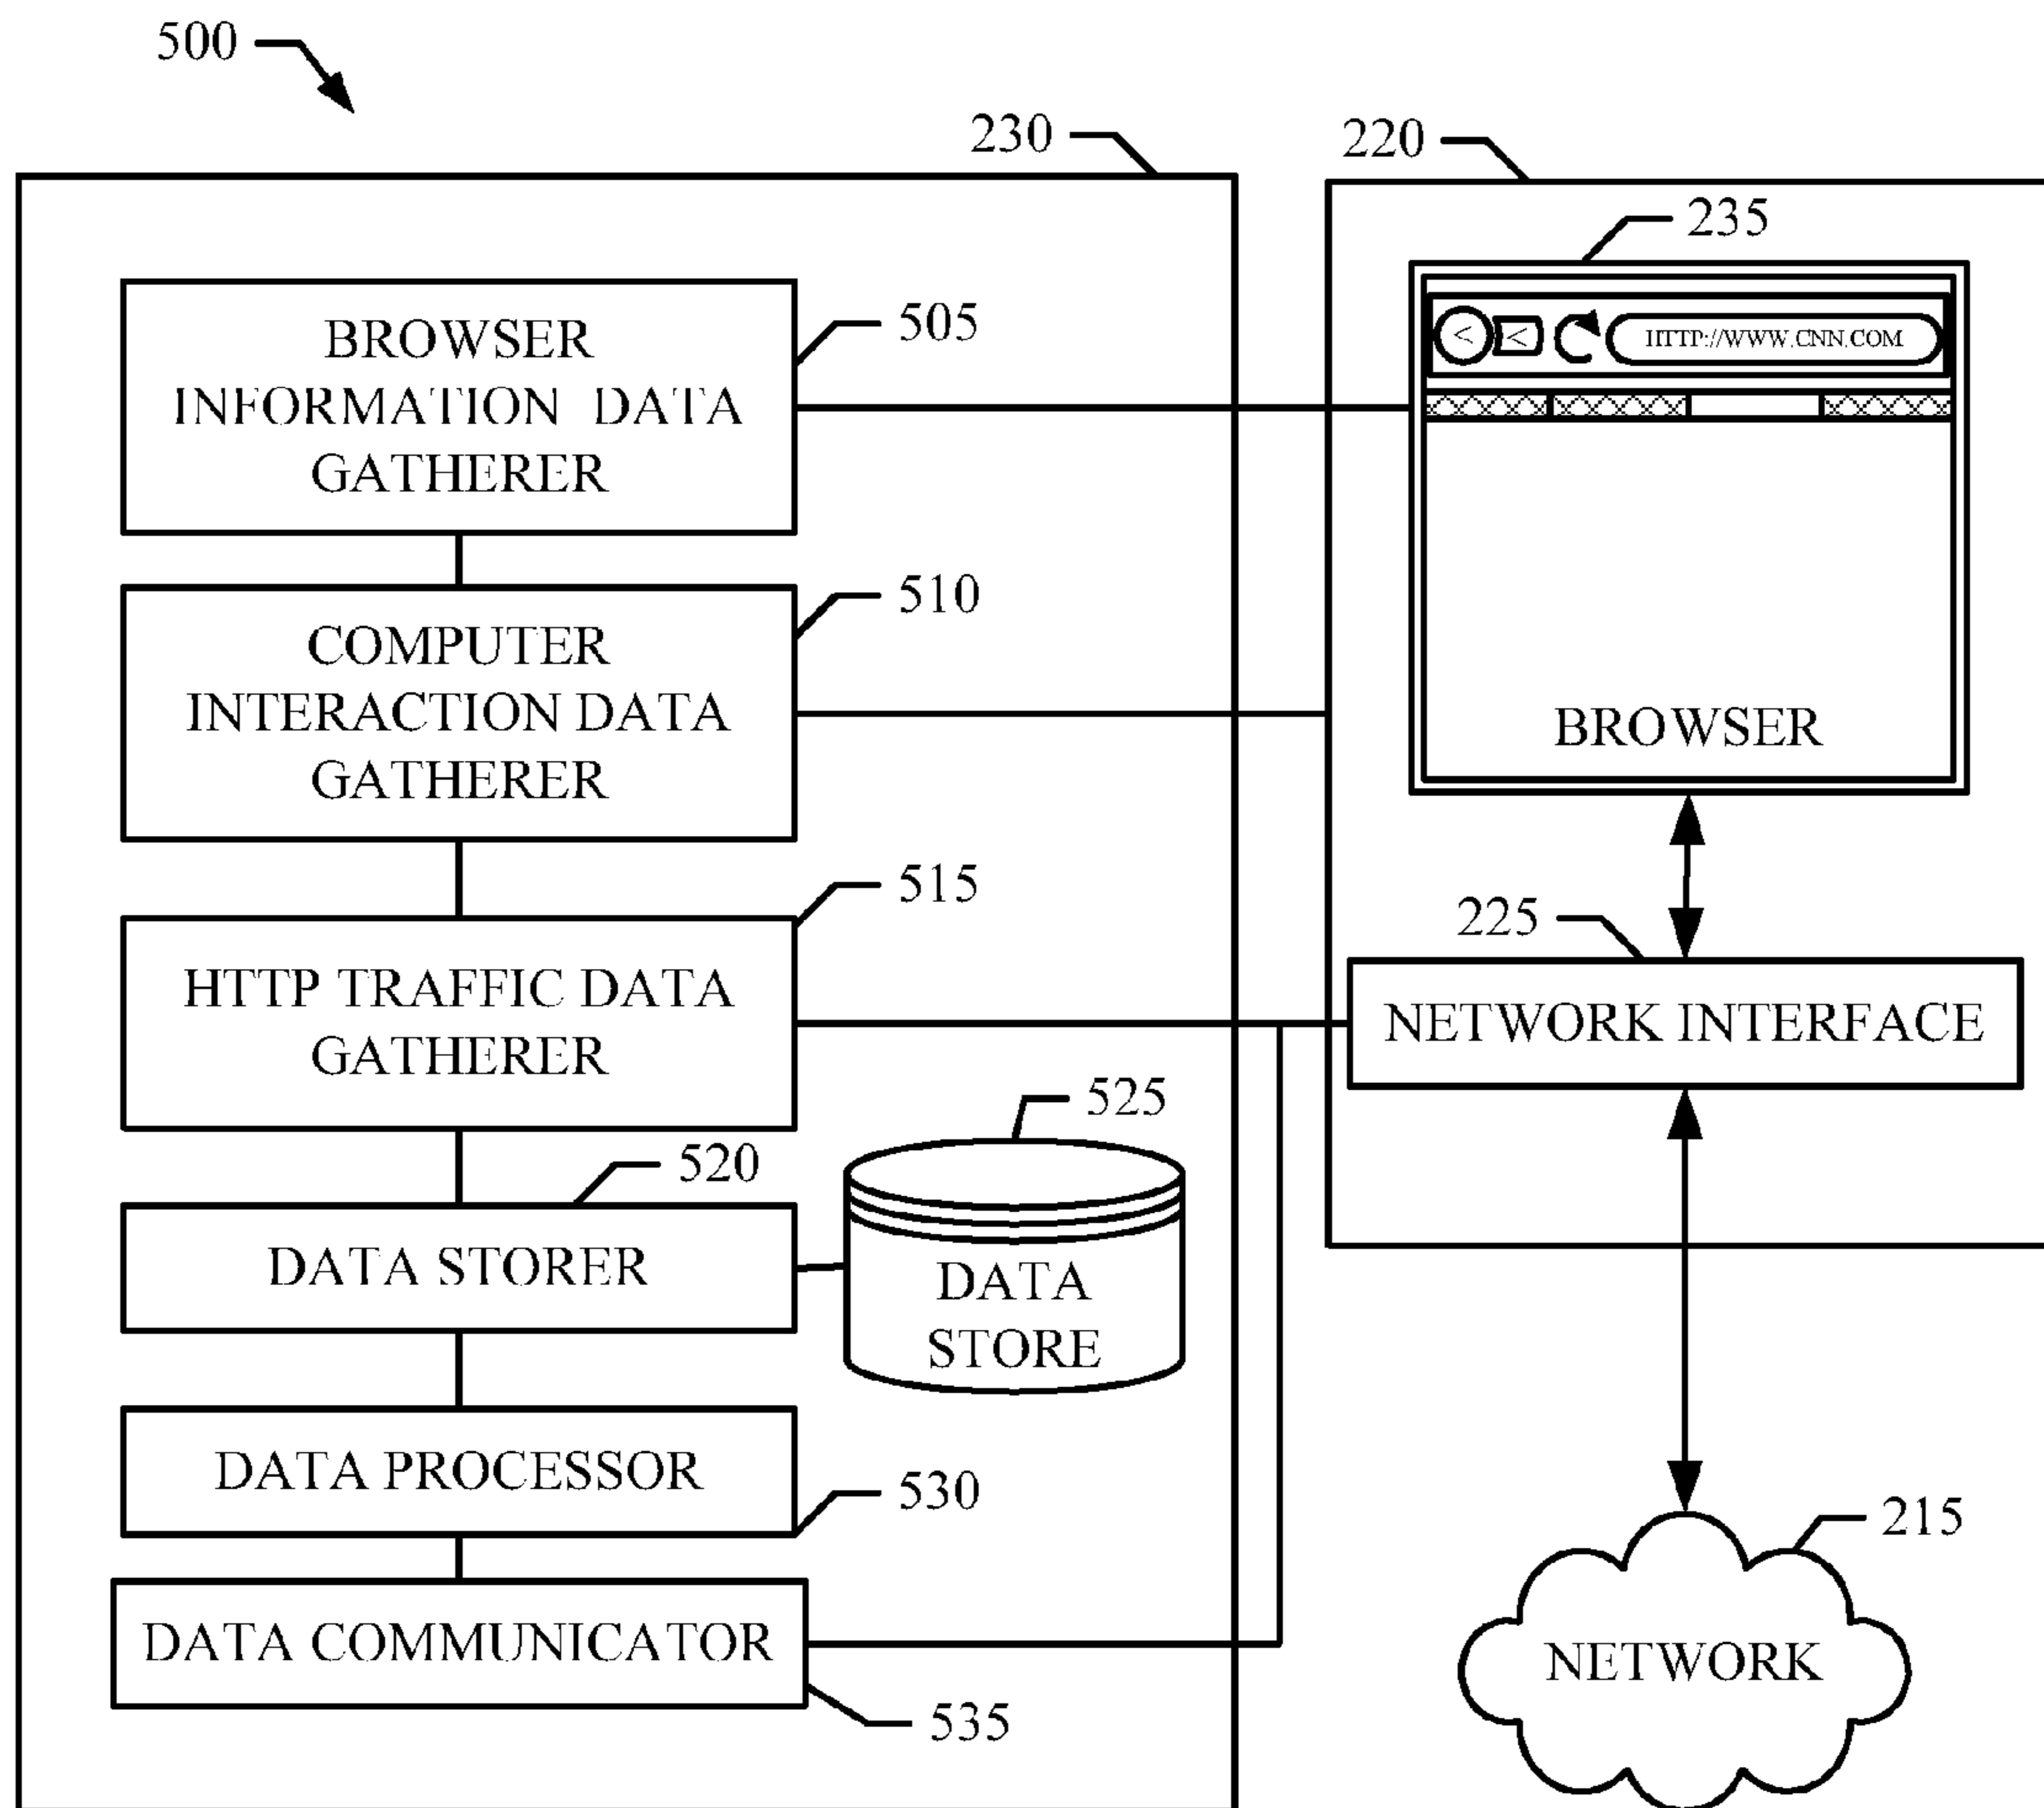 500
230
220
235
BROWSER
INFORMATION DATA
GATHERER
505
< < HTTP://WWW.CNN.COM
COMPUTER
INTERACTION DATA
GATHERER
510
BROWSER
HTTP TRAFFIC DATA
GATHERER
515
225
NETWORK INTERFACE
520
DATA STORER
525
DATA
STORE
DATA PROCESSOR
530
DATA COMMUNICATOR
535
215
NETWORK